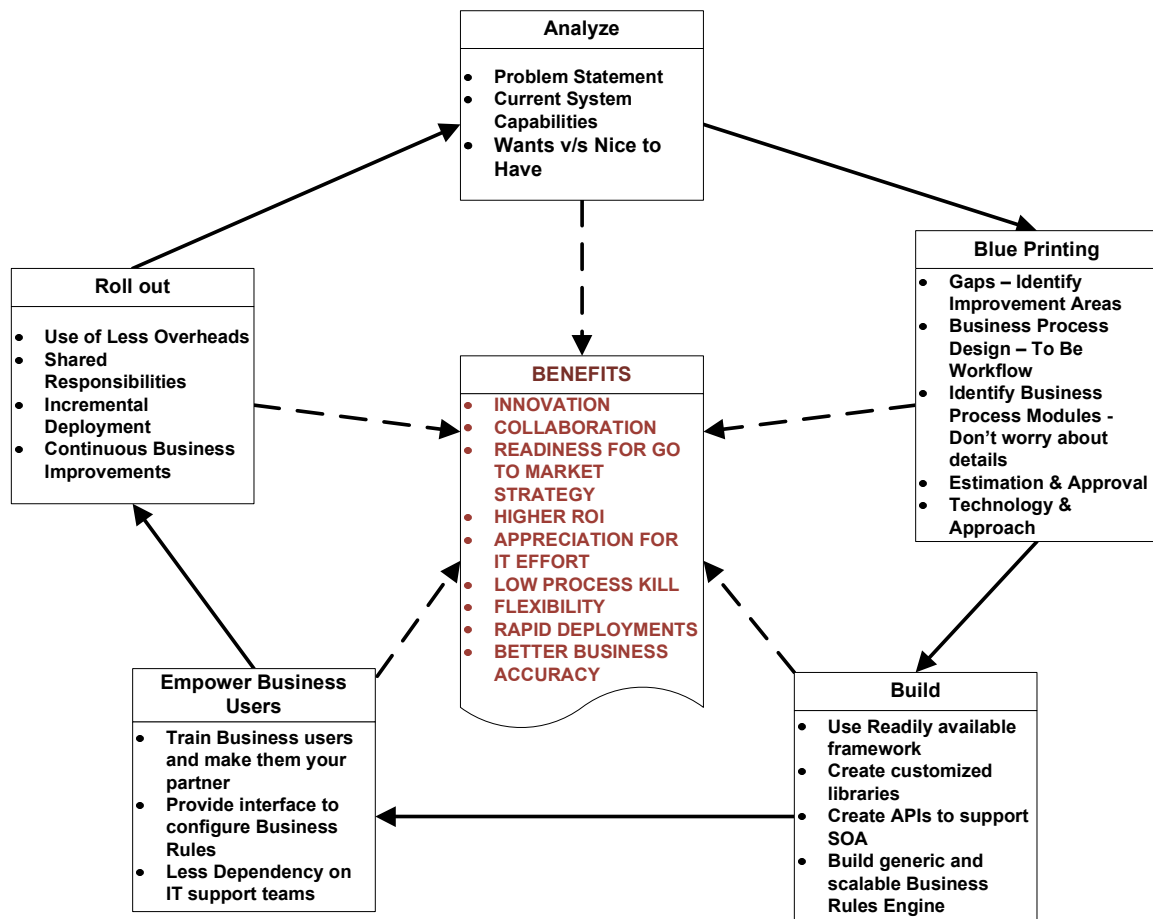 Analyze
• Problem Statement
• Current System
Capabilities
• Wants v/s Nice to
Have
Blue Printing
• Gaps – Identify
Improvement Areas
• Business Process
Design – To Be
Workflow
• Identify Business
Process Modules -
Don’t worry about
details
• Estimation & Approval
• Technology &
Approach
Roll out
• Use of Less Overheads
• Shared
Responsibilities
• Incremental
Deployment
• Continuous Business
Improvements
BENEFITS
• INNOVATION
• COLLABORATION
• READINESS FOR GO
TO MARKET
STRATEGY
• HIGHER ROI
• APPRECIATION FOR
IT EFFORT
• LOW PROCESS KILL
• FLEXIBILITY
• RAPID DEPLOYMENTS
• BETTER BUSINESS
ACCURACY
Empower Business
Users
• Train Business users
and make them your
partner
• Provide interface to
configure Business
Rules
• Less Dependency on
IT support teams
Build
• Use Readily available
framework
• Create customized
libraries
• Create APIs to support
SOA
• Build generic and
scalable Business
Rules Engine